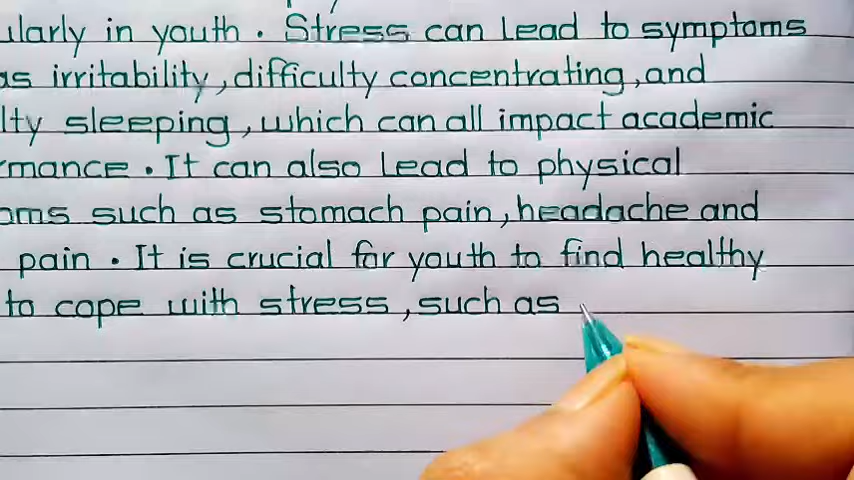 ularly in youth . Stress can lead to symptoms
as irritability , difficulty concentrating , and
lty sleeping , which can all impact academic
rmance . It can also lead to physical
oms such as stomach pain , headache and
pain . It is crucial for youth to find healthy
to cope with stress , such as